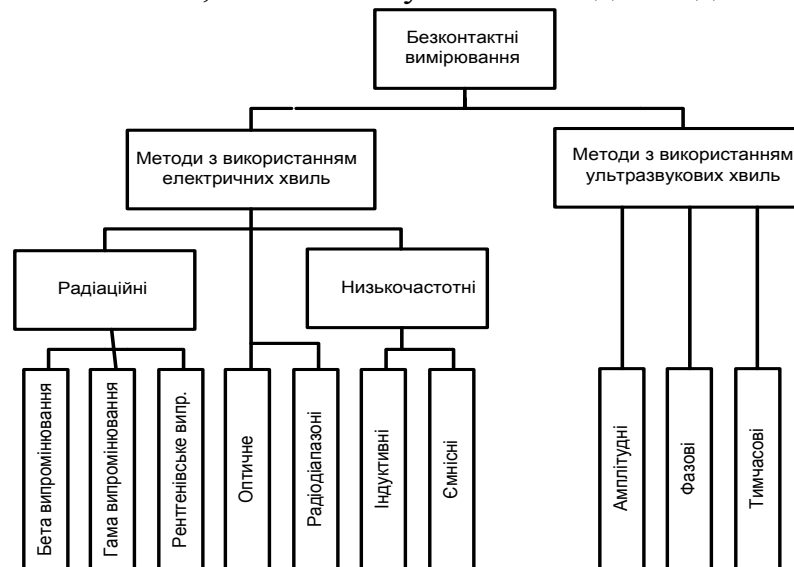 Безконтактні
вимірювання
Методи з використанням
електричних хвиль
Методи з використанням
ультразвукових хвиль
Радіаційні
Низькочастотні
Бета випромінювання
Гама випромінювання
Рентгенівське випр.
Оптичне
Радіодіапазоні
Індуктивні
Ємнісні
Амплітудні
Фазові
Тимчасові